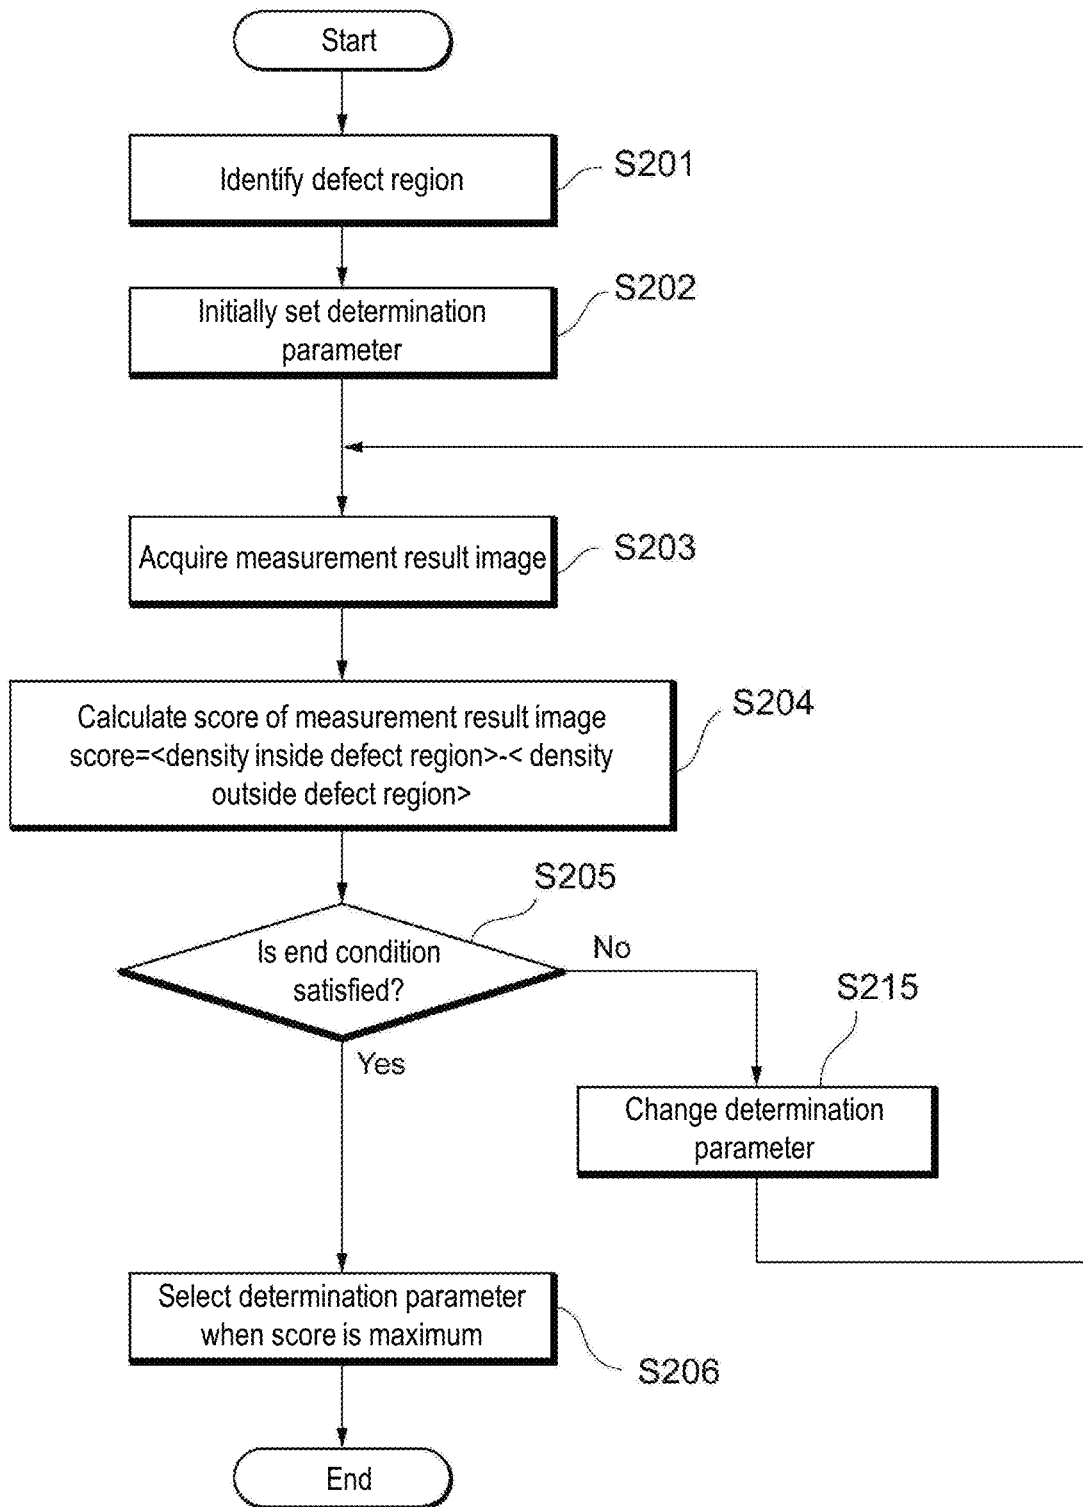 Start
Identify defect region
S201
Initially set determination
parameter
S202
Acquire measurement result image
S203
Calculate score of measurement result image
score=<density inside defect region>-< density
outside defect region>
S204
Is end condition
satisfied?
S205
No
Yes
S215
Change determination
parameter
Select determination parameter
when score is maximum
S206
End